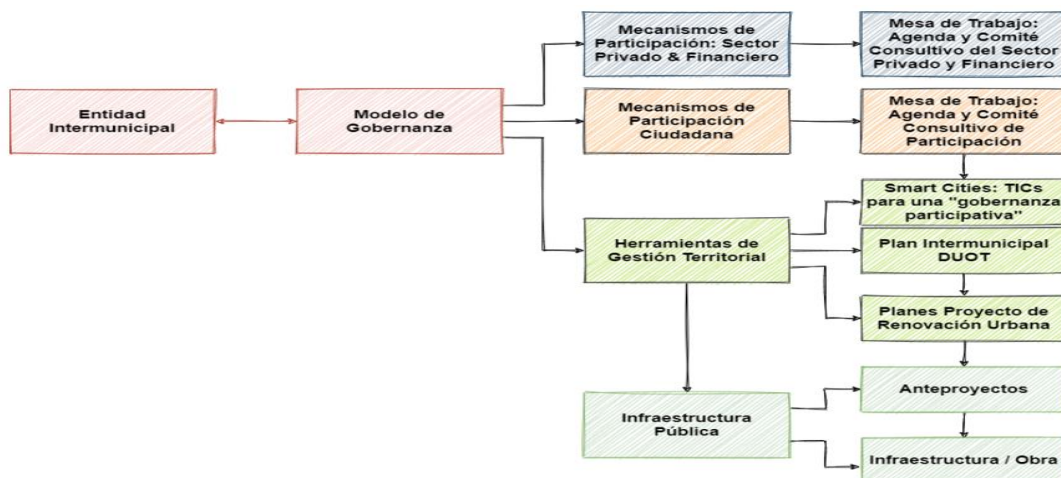 Mecanismos de
Participación: Sector
Privado & Financiero
Mesa de Trabajo:
Agenda y Comité
Consultivo del Sector
Privado y Financiero
Entidad
Intermunicipal
Modelo de
Gobernanza
Mecanismos de
Participación
Ciudadana
Mesa de Trabajo:
Agenda y Comité
Consultivo de
Participación
Smart Cities: TICs
para una "gobernanza
participativa"
Herramientas de
Gestión Territorial
Plan Intermunicipal
DUOT
Planes Proyecto de
Renovación Urbana
Infraestructura
Pública
Anteproyectos
Infraestructura / Obra